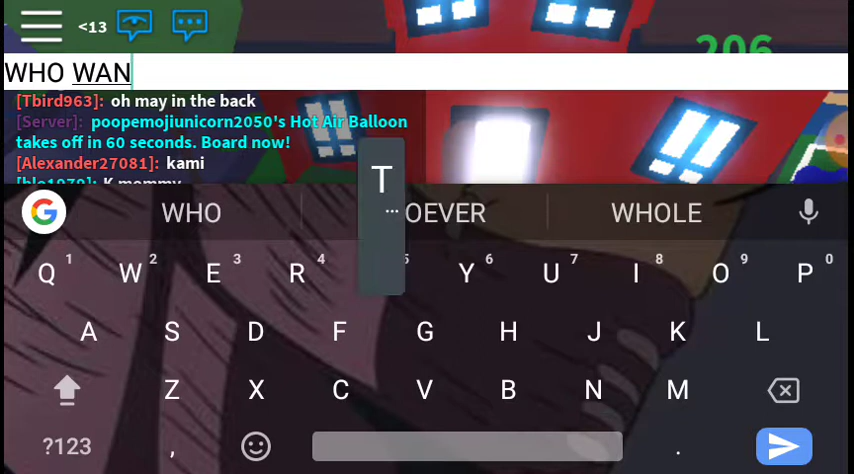 <13
206
WHO WAN
[Tbird963]: oh may in the back
[Server]: poopemojiunicorn2050's Hot Air Balloon
takes off in 60 seconds. Board now!
[Alexander27081]: kami
K mommy
T
...
WHO OEVER WHOLE
Q 1 W 2 E 3 R 4 5 Y 6 U 7 I 8 O 9 P 0
A S D F G H J K L
Z X C V B N M
?123 , .